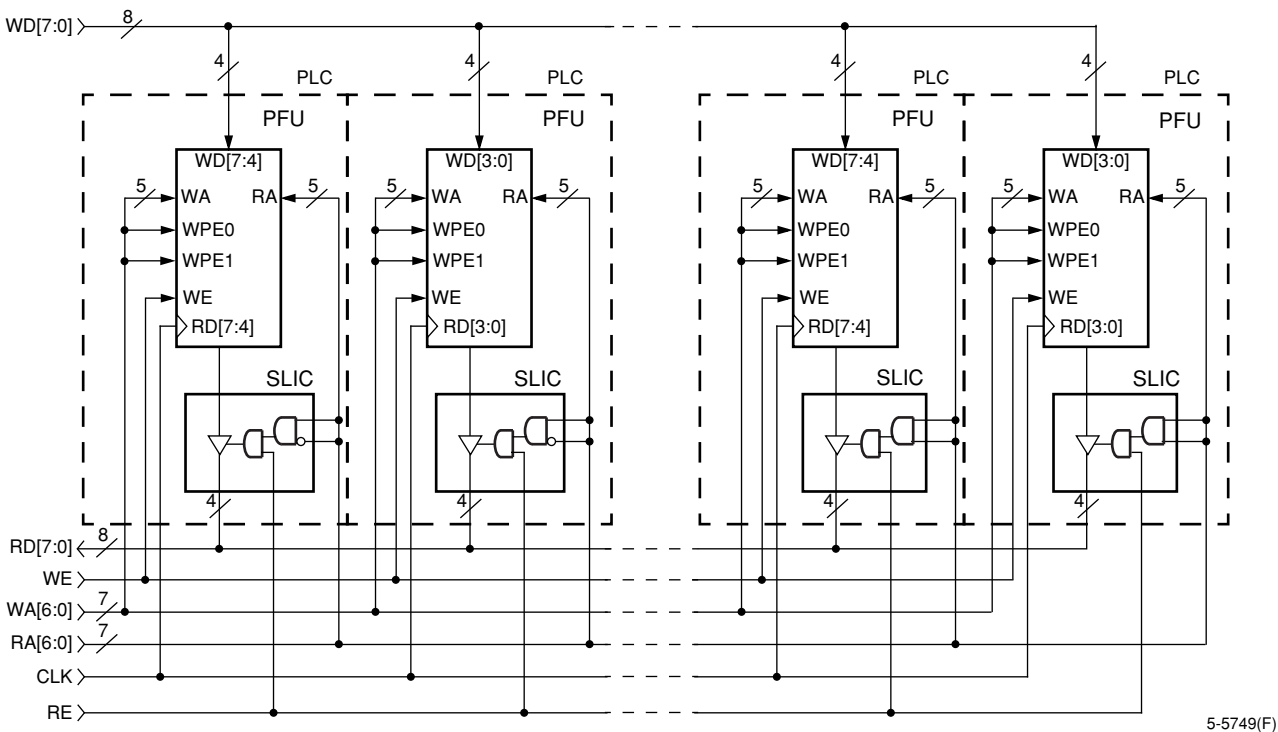 WD[7:0] 8
4 4 4 4
PLC PLC PLC
PFU PFU PFU PFU
WD[7:4] WD[3:0] WD[7:4] WD[3:0]
5 WA RA 5 5 WA RA 5 5 WA RA 5 5 WA RA 5
WPE0 WPE0 WPE0 WPE0
WPE1 WPE1 WPE1 WPE1
WE WE WE WE
RD[7:4] RD[3:0] RD[7:4] RD[3:0]
SLIC SLIC SLIC SLIC
4 4 4 4
RD[7:0] 8
WE
WA[6:0] 7
RA[6:0] 7
CLK
RE
5-5749(F)